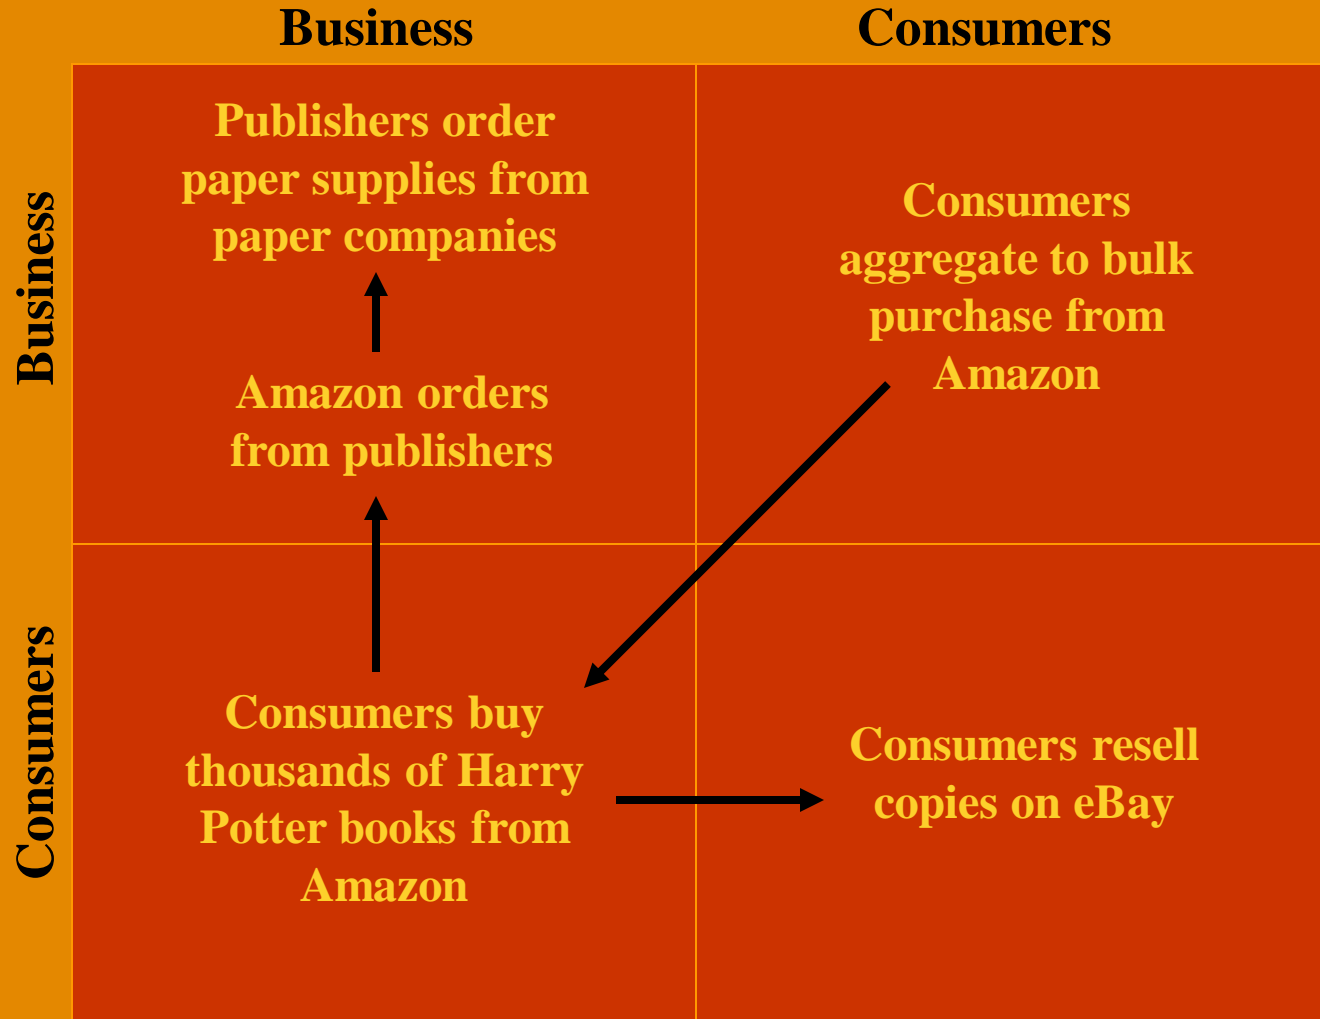 Business
Consumers
Business
Publishers order
paper supplies from
paper companies
Amazon orders
from publishers
Consumers
aggregate to bulk
purchase from
Amazon
Consumers
Consumers buy
thousands of Harry
Potter books from
Amazon
Consumers resell
copies on eBay